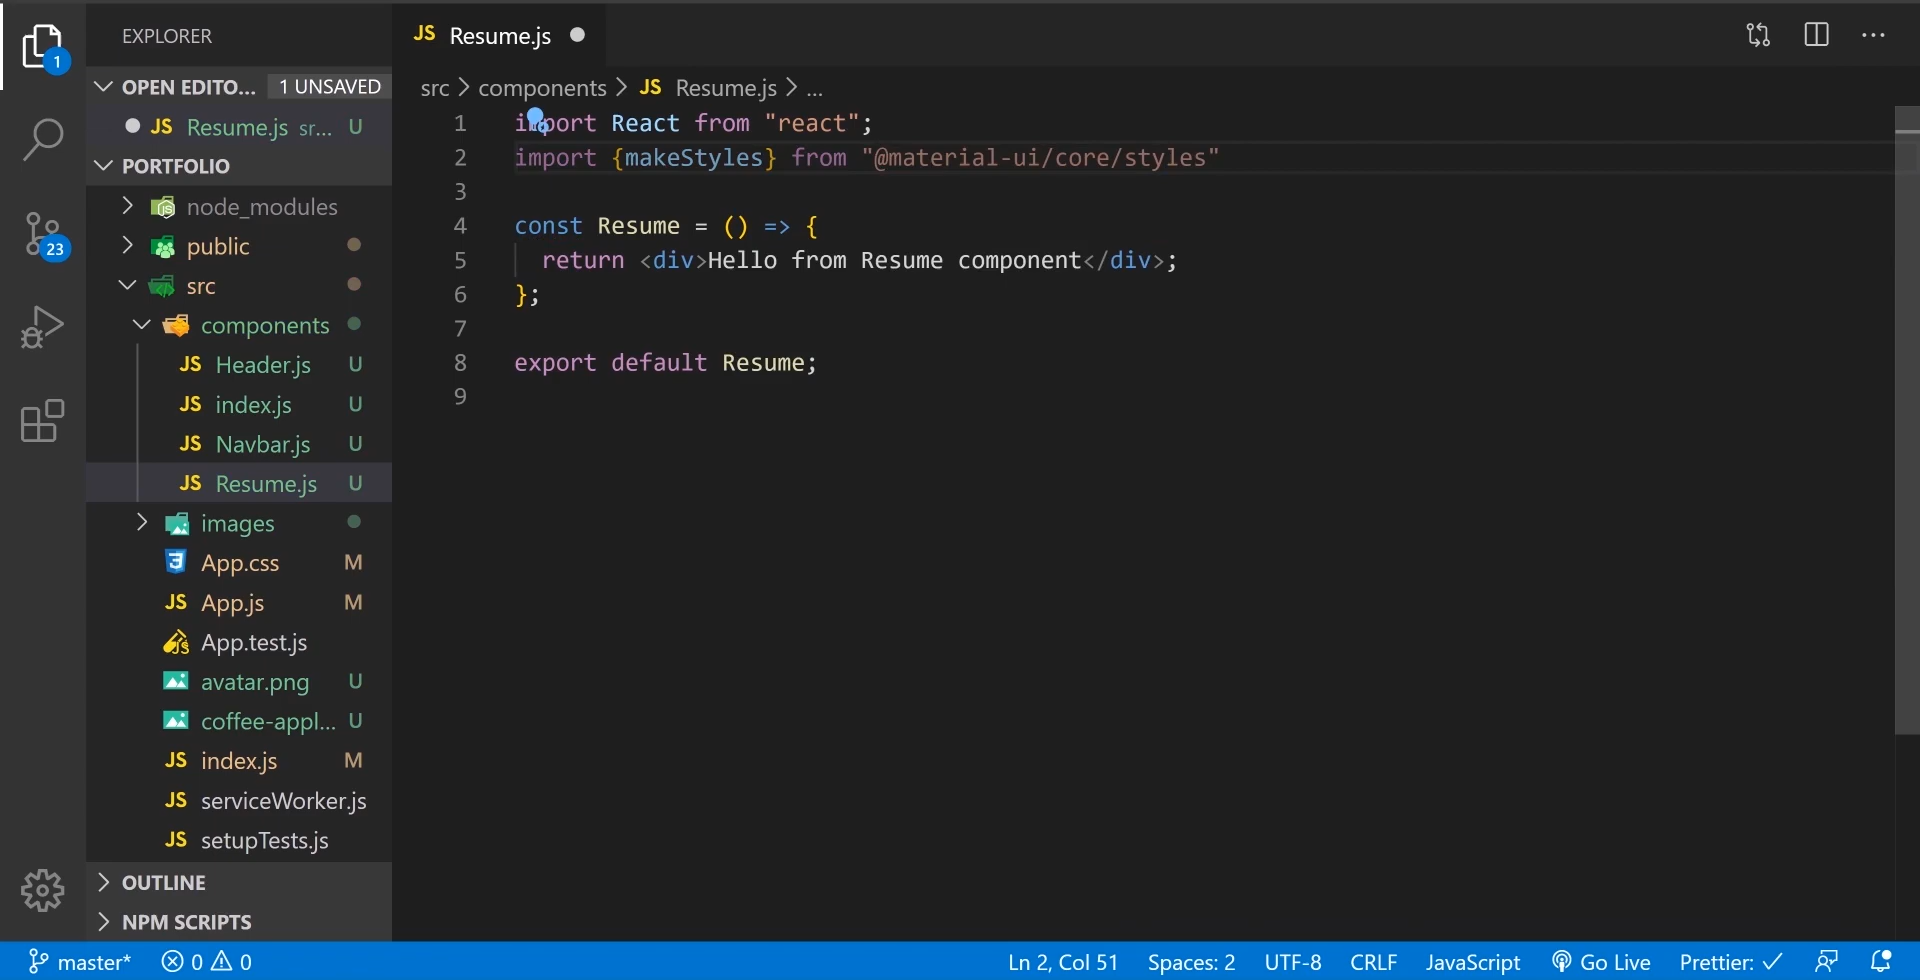 EXPLORER
JS Resume.js
1
OPEN EDITO... 1 UNSAVED
JS Resume.js sr... U
PORTFOLIO
node_modules
public
src
components
JS Header.js U
JS index.js U
JS Navbar.js U
JS Resume.js U
images
App.css M
JS App.js M
App.test.js
avatar.png U
coffee-appl... U
JS index.js M
JS serviceWorker.js
JS setupTests.js
OUTLINE
NPM SCRIPTS
23
src > components > JS Resume.js > ...
1 import React from "react";
2 import {makeStyles} from "@material-ui/core/styles"
3
4 const Resume = () => {
5 return <div>Hello from Resume component</div>;
6 };
7
8 export default Resume;
9
master* 0 0 Ln 2, Col 51 Spaces: 2 UTF-8 CRLF JavaScript Go Live Prettier: ✓